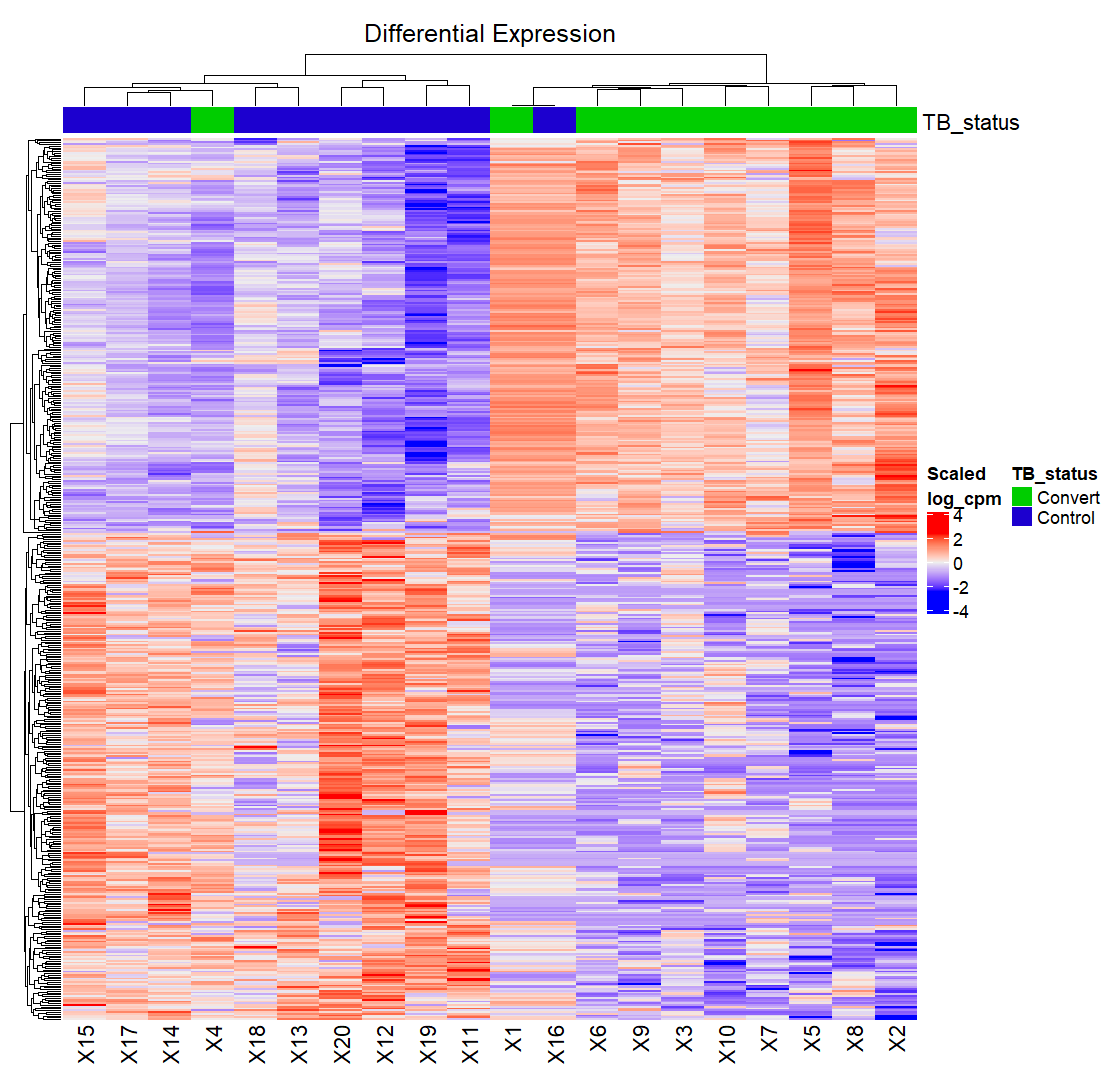 Differential Expression
TB_status
Scaled
log_cpm
4
2
0
-2
-4
TB_status
Convert
Control
X15
X17
X14
X4
X18
X13
X20
X12
X19
X11
X1
X16
X6
X9
X3
X10
X7
X5
X8
X22